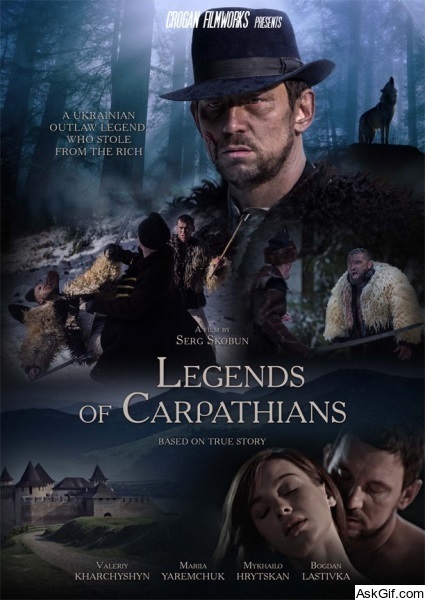 CROGAN FILMWORKS PRESENTS
A UKRAINIAN
OUTLAW LEGEND
WHO STOLE
FROM THE RICH
A FILM BY
SERG SKOBUN
LEGENDS
OF CARPATHIANS
BASED ON TRUE STORY
VALERIY
KHARCHYSHYN
MARIIA
YAREMCHUK
MYKHAILO
HRYTSKAN
BOGDAN
LASTIVKA
AskGif.com